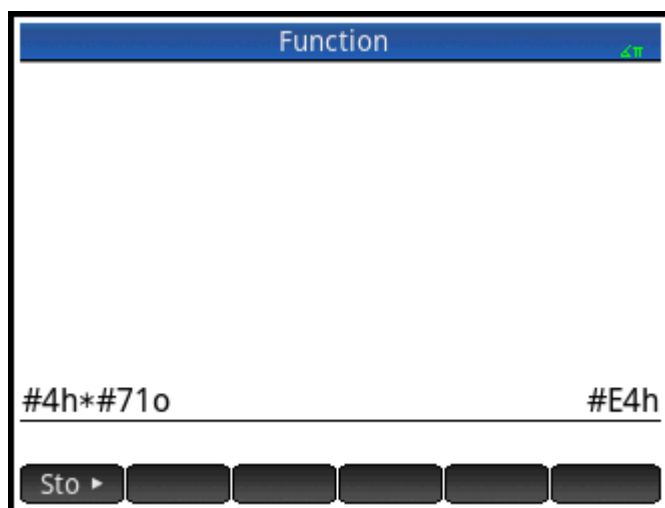 Function
∡π
#4h*#71o #E4h
Sto ►